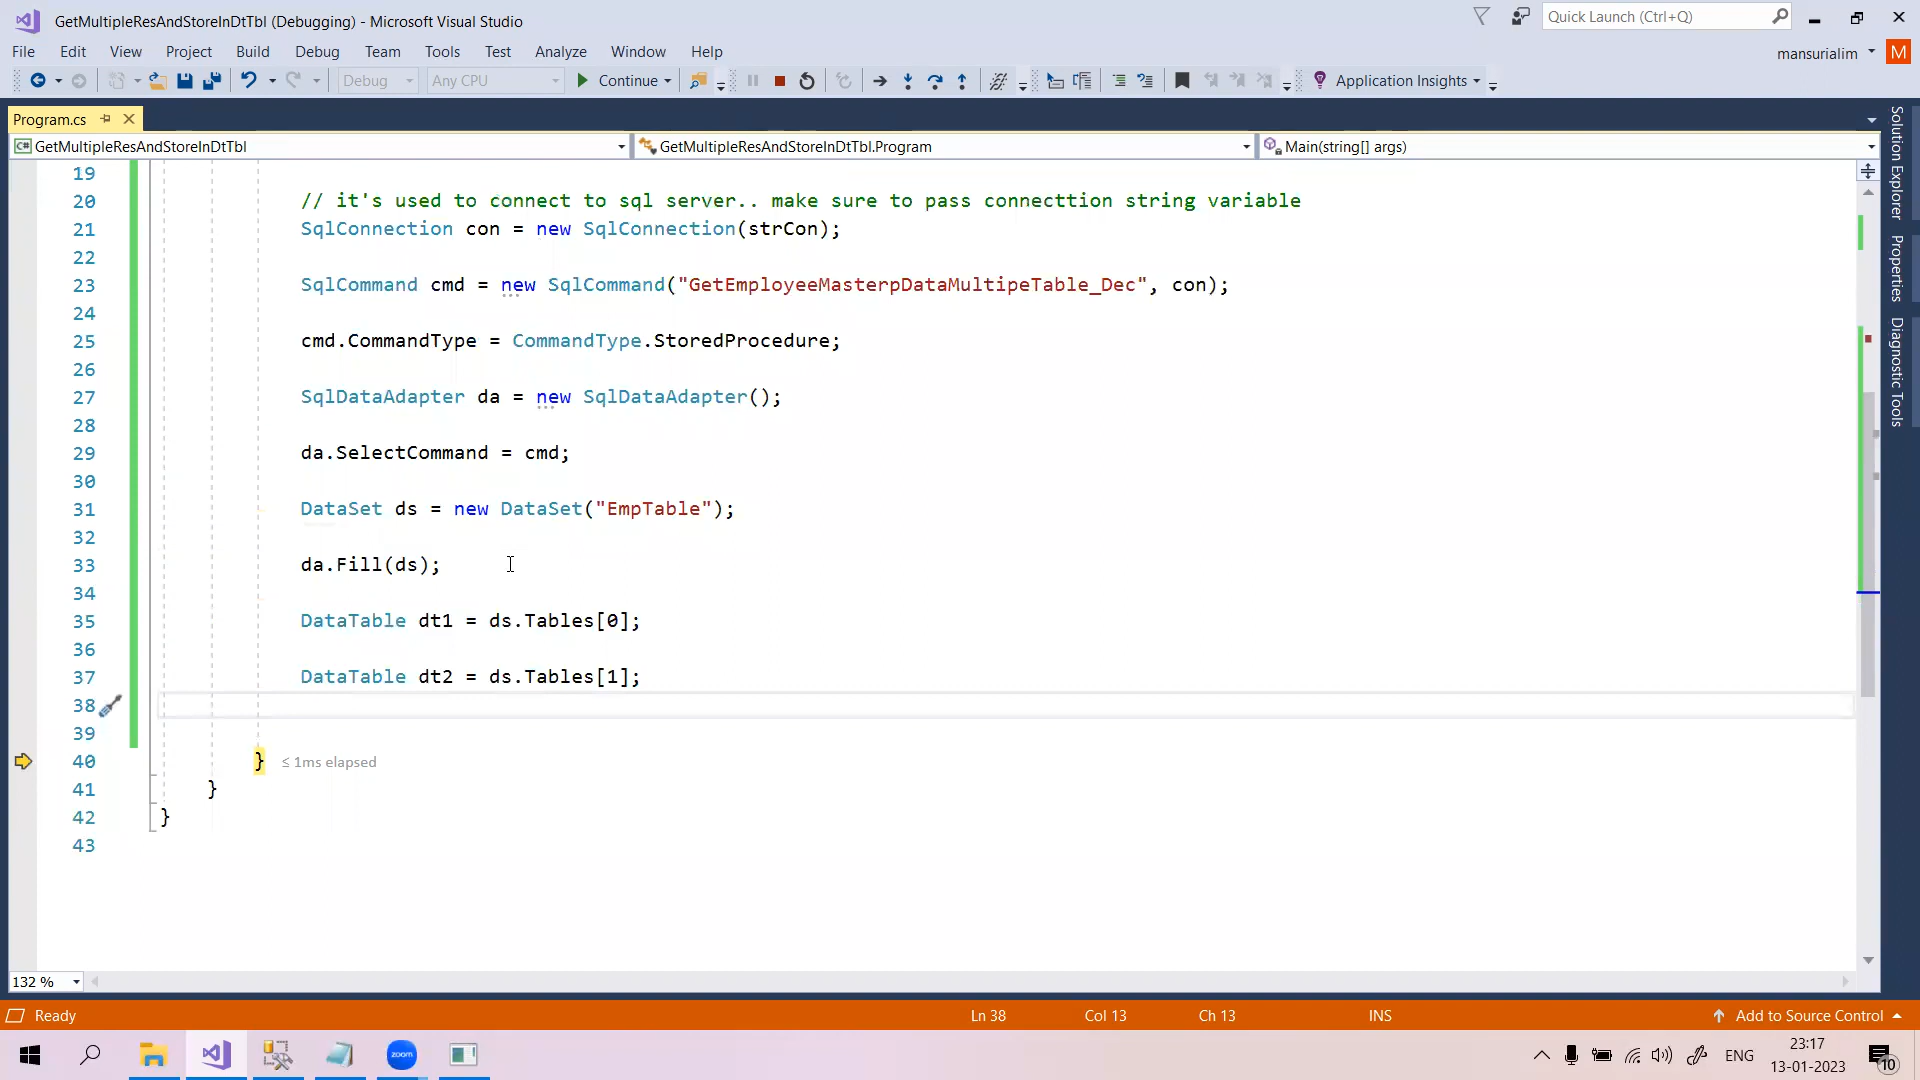 GetMultipleResAndStoreInDtTbl (Debugging) - Microsoft Visual Studio
Quick Launch (Ctrl+Q)
File Edit View Project Build Debug Team Tools Test Analyze Window Help
mansurialim M
Debug Any CPU Continue Application Insights
Program.cs
C# GetMultipleResAndStoreInDtTbl GetMultipleResAndStoreInDtTbl.Program Main(string[] args)
Solution Explorer
Properties
Diagnostic Tools
19
20 // it's used to connect to sql server.. make sure to pass connecttion string variable
21 SqlConnection con = new SqlConnection(strCon);
22
23 SqlCommand cmd = new SqlCommand("GetEmployeeMasterpDataMultipeTable_Dec", con);
24
25 cmd.CommandType = CommandType.StoredProcedure;
26
27 SqlDataAdapter da = new SqlDataAdapter();
28
29 da.SelectCommand = cmd;
30
31 DataSet ds = new DataSet("EmpTable");
32
33 da.Fill(ds);
34
35 DataTable dt1 = ds.Tables[0];
36
37 DataTable dt2 = ds.Tables[1];
38
39
40 } ≤ 1ms elapsed
41 }
42 }
43
132 %
Ready Ln 38 Col 13 Ch 13 INS Add to Source Control
zoom
ENG 23:17
13-01-2023
10